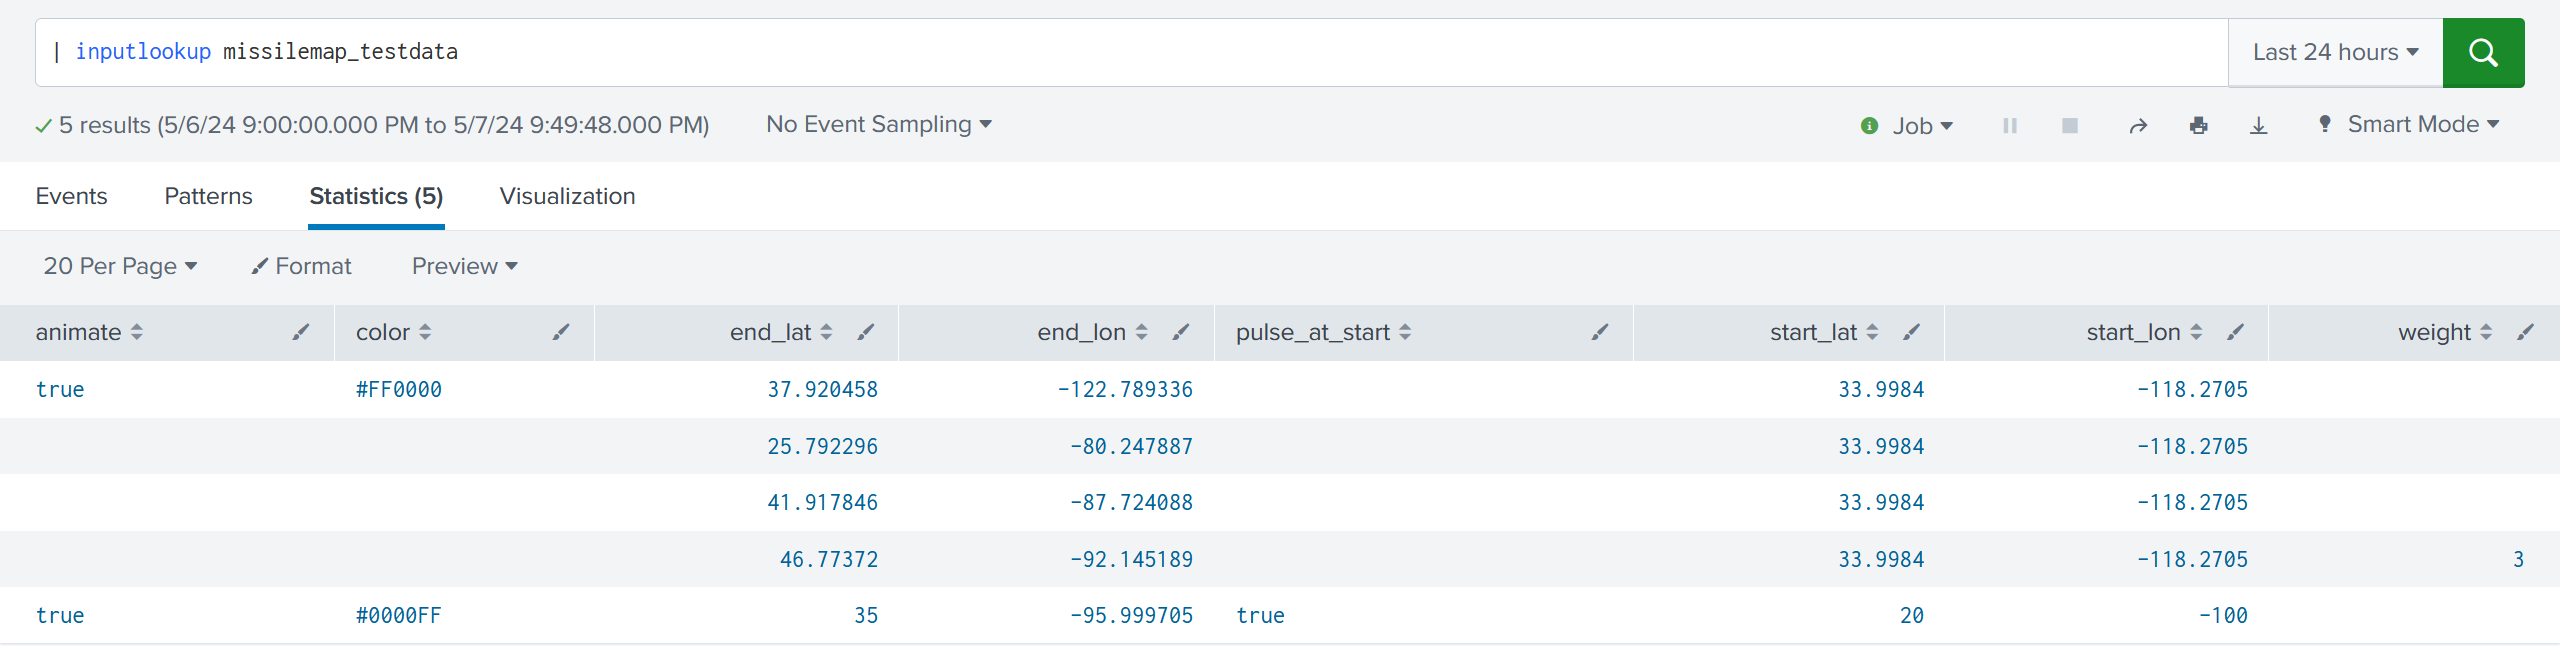 | inputlookup missilemap_testdata Last 24 hours
5 results (5/6/24 9:00:00.000 PM to 5/7/24 9:49:48.000 PM) No Event Sampling Job Smart Mode
Events Patterns Statistics (5) Visualization
20 Per Page Format Preview
animate color end_lat end_lon pulse_at_start start_lat start_lon weight
true #FF0000 37.920458 -122.789336 33.9984 -118.2705
25.792296 -80.247887 33.9984 -118.2705
41.917846 -87.724088 33.9984 -118.2705
46.77372 -92.145189 33.9984 -118.2705 3
true #0000FF 35 -95.999705 true 20 -100